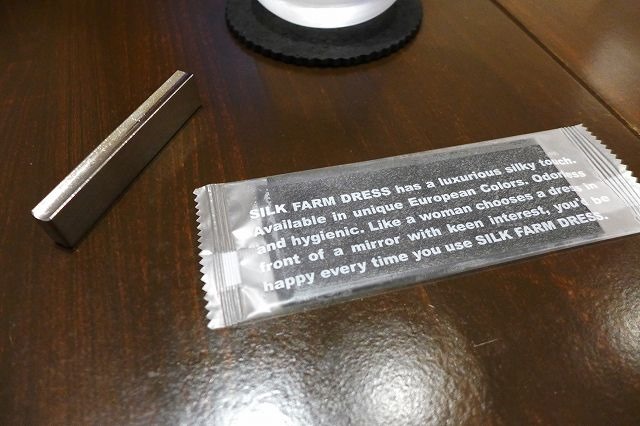 SILK FARM DRESS has a luxurious silky touch.
Available in unique European Colors. Odorless
and hygienic. Like a woman chooses a dress in
front of a mirror with keen interest, you'd be
happy every time you use SILK FARM DRESS.